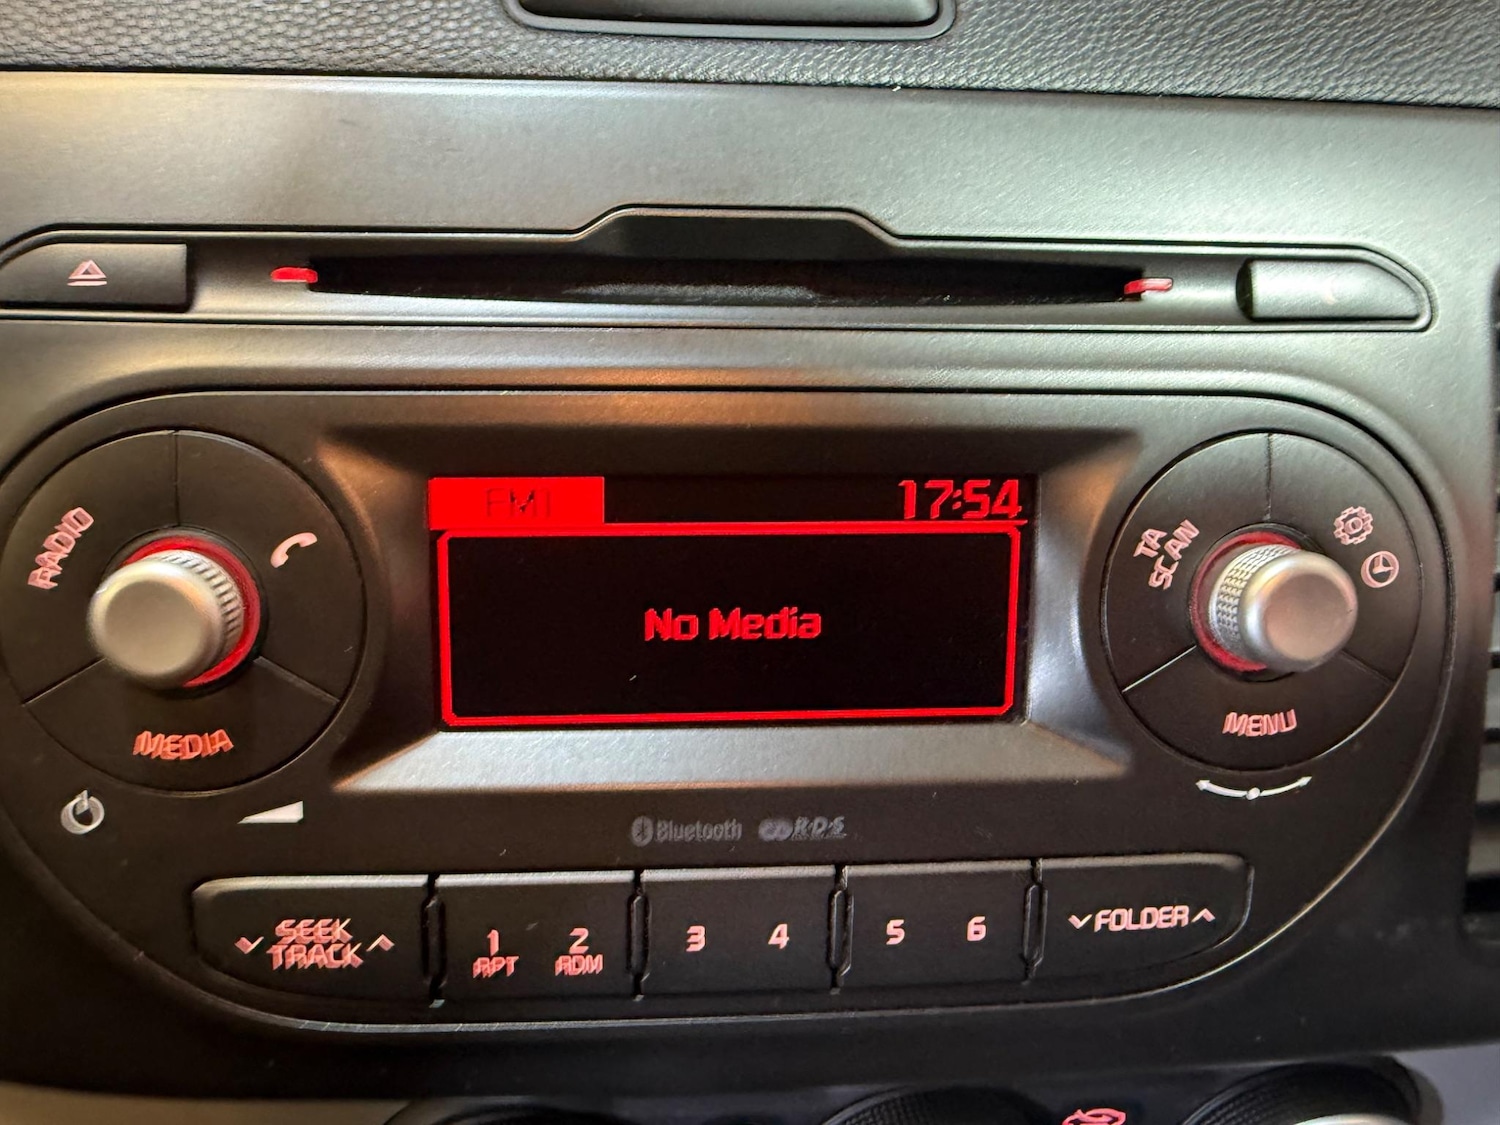 FM1
17:54
No Media
RADIO
MEDIA
TA
SCAN
MENU
Bluetooth
R·D·S
SEEK
TRACK
1
RPT
2
RDM
3
4
5
6
FOLDER